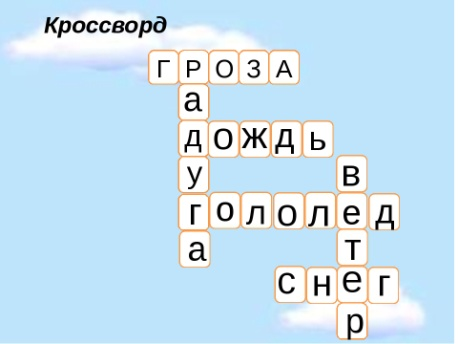 Кроссворд
ГРОЗА
а
дождь
у
в
гололед
а
т
снег
р